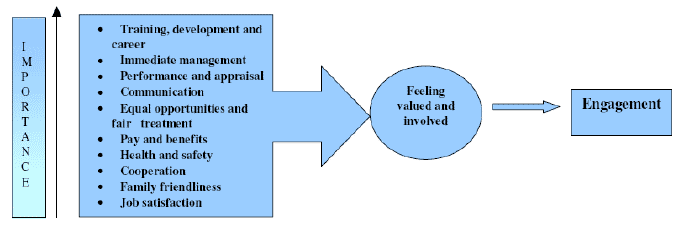 I
M
P
O
R
T
A
N
C
E
• Training, development and
career
• Immediate management
• Performance and appraisal
• Communication
• Equal opportunities and
fair treatment
• Pay and benefits
• Health and safety
• Cooperation
• Family friendliness
• Job satisfaction
Feeling
valued and
involved
Engagement